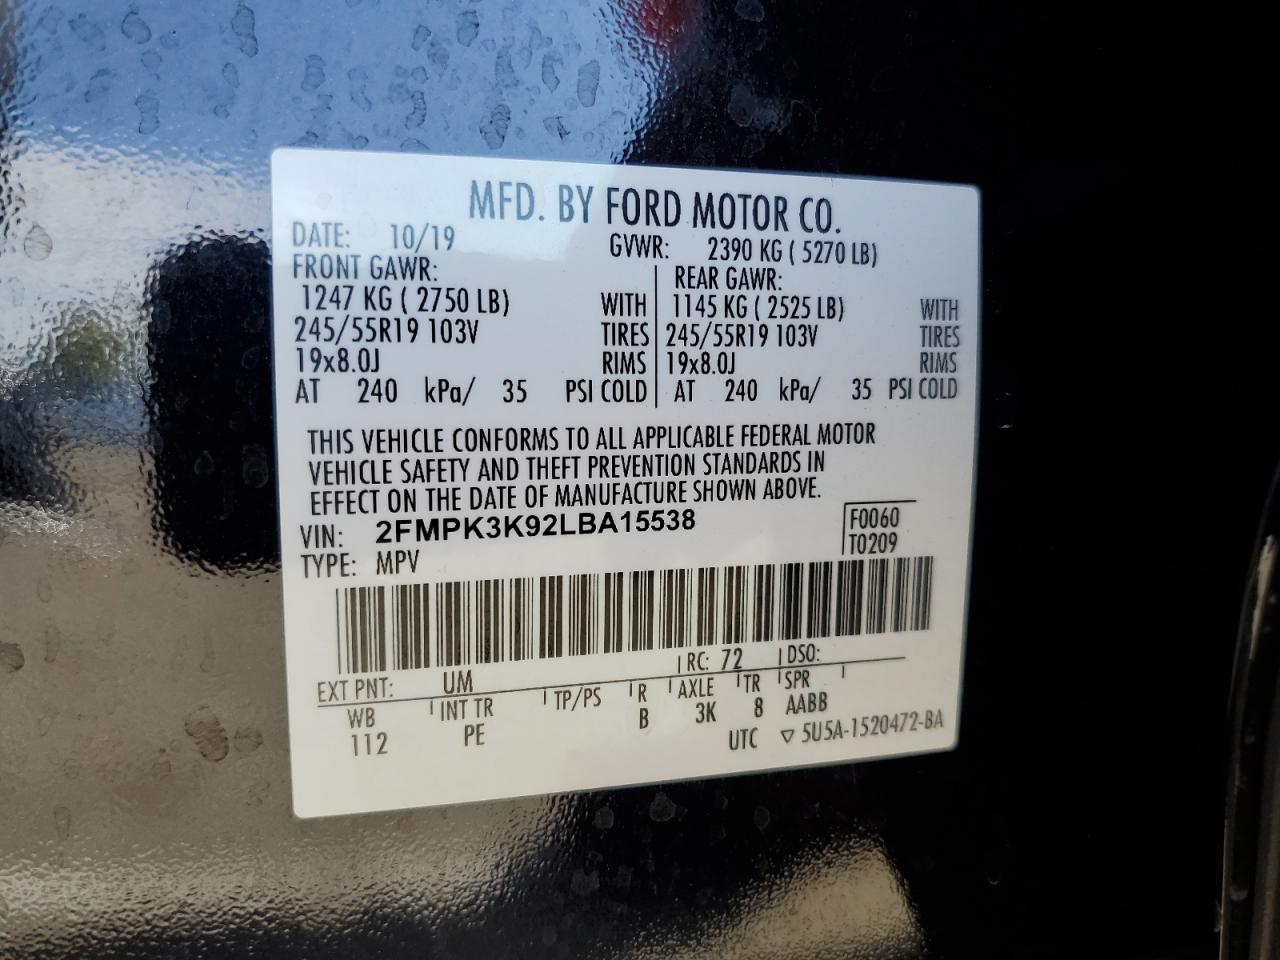 MFD. BY FORD MOTOR CO.
DATE: 10/19 GVWR: 2390 KG ( 5270 LB)
FRONT GAWR: REAR GAWR:
1247 KG ( 2750 LB) WITH 1145 KG ( 2525 LB) WITH
245/55R19 103V TIRES 245/55R19 103V TIRES
19x8.0J RIMS 19x8.0J RIMS
AT 240 kPa/ 35 PSI COLD AT 240 kPa/ 35 PSI COLD
THIS VEHICLE CONFORMS TO ALL APPLICABLE FEDERAL MOTOR
VEHICLE SAFETY AND THEFT PREVENTION STANDARDS IN
EFFECT ON THE DATE OF MANUFACTURE SHOWN ABOVE.
VIN: 2FMPK3K92LBA15538 F0060
TYPE: MPV T0209
EXT PNT: UM RC: 72 DSO:
WB INT TR TP/PS R AXLE TR SPR
112 PE B 3K 8 AABB
UTC ▽ 5U5A-1520472-BA